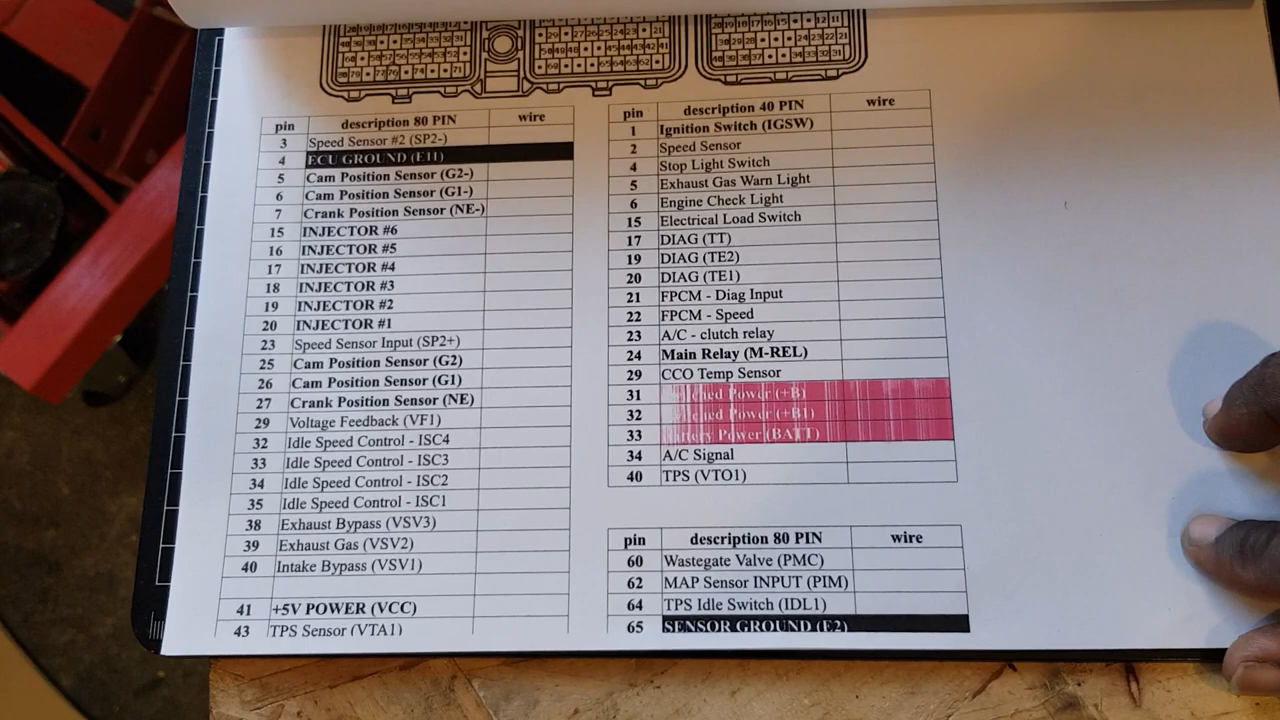 pin description 80 PIN wire
3 Speed Sensor #2 (SP2-)
4 ECU GROUND (E11)
5 Cam Position Sensor (G2-)
6 Cam Position Sensor (G1-)
7 Crank Position Sensor (NE-)
15 INJECTOR #6
16 INJECTOR #5
17 INJECTOR #4
18 INJECTOR #3
19 INJECTOR #2
20 INJECTOR #1
23 Speed Sensor Input (SP2+)
25 Cam Position Sensor (G2)
26 Cam Position Sensor (G1)
27 Crank Position Sensor (NE)
29 Voltage Feedback (VF1)
32 Idle Speed Control - ISC4
33 Idle Speed Control - ISC3
34 Idle Speed Control - ISC2
35 Idle Speed Control - ISC1
38 Exhaust Bypass (VSV3)
39 Exhaust Gas (VSV2)
40 Intake Bypass (VSV1)
41 +5V POWER (VCC)
43 TPS Sensor (VTA1)
pin description 40 PIN wire
1 Ignition Switch (IGSW)
2 Speed Sensor
4 Stop Light Switch
5 Exhaust Gas Warn Light
6 Engine Check Light
15 Electrical Load Switch
17 DIAG (TT)
19 DIAG (TE2)
20 DIAG (TE1)
21 FPCM - Diag Input
22 FPCM - Speed
23 A/C - clutch relay
24 Main Relay (M-REL)
29 CCO Temp Sensor
31 Power (+B)
32 Power (+B1)
33 Power (BATT)
34 A/C Signal
40 TPS (VTO1)
pin description 80 PIN wire
60 Wastegate Valve (PMC)
62 MAP Sensor INPUT (PIM)
64 TPS Idle Switch (IDL1)
65 SENSOR GROUND (E2)